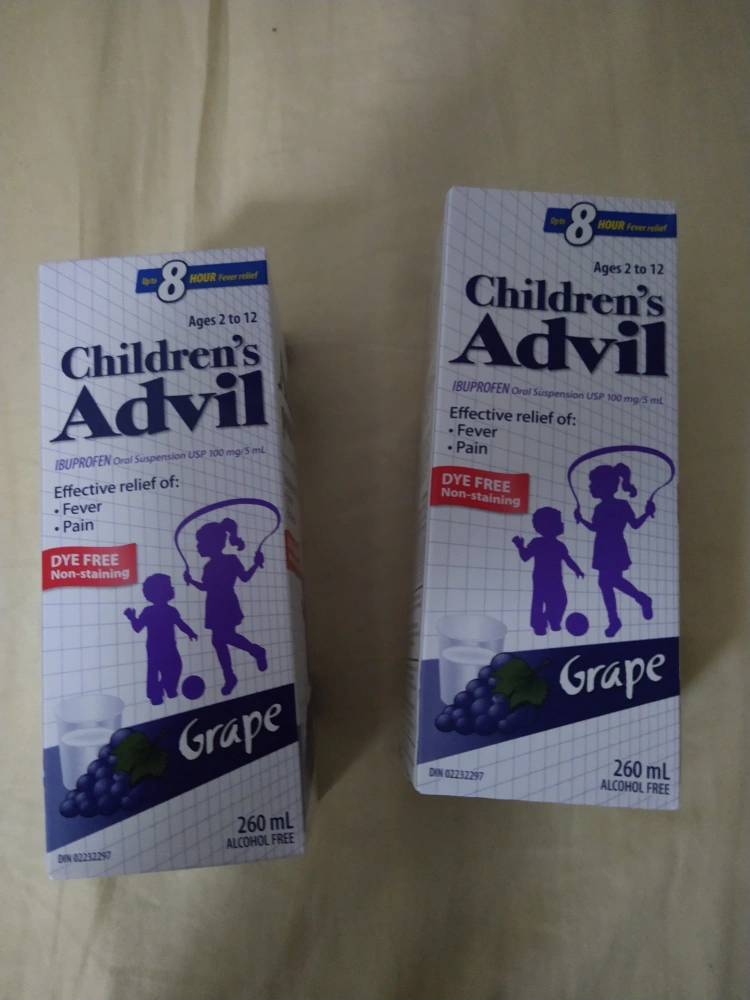 Up to 8 HOUR Fever relief
Ages 2 to 12
Children's
Advil
IBUPROFEN Oral Suspension USP 100 mg/5 mL
Effective relief of:
• Fever
• Pain
DYE FREE
Non-staining
Grape
260 mL
ALCOHOL FREE
DIN 02232297
Up to 8 HOUR Fever relief
Ages 2 to 12
Children's
Advil
IBUPROFEN Oral Suspension USP 100 mg/5 mL
Effective relief of:
• Fever
• Pain
DYE FREE
Non-staining
Grape
260 mL
ALCOHOL FREE
DIN 02232297